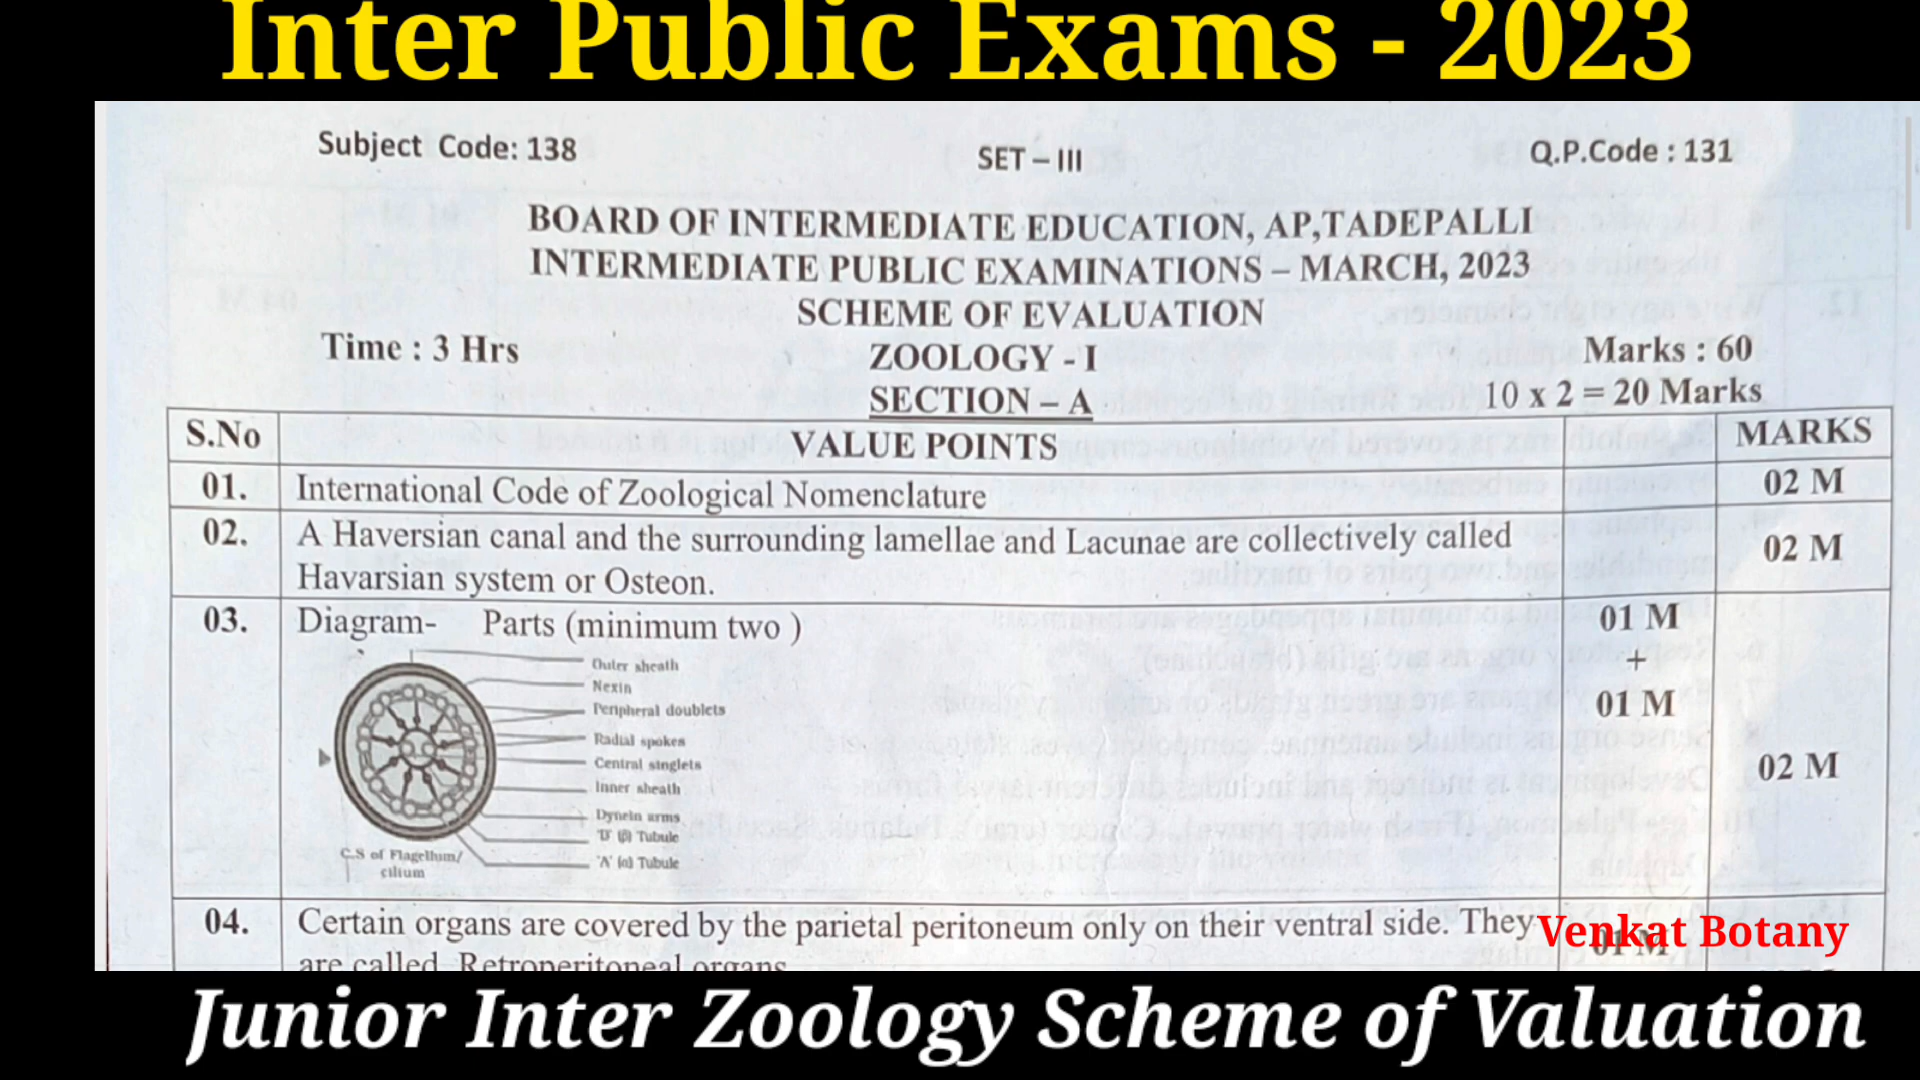 Inter Public Exams - 2023
Subject Code: 138
SET – III
Q.P.Code : 131
BOARD OF INTERMEDIATE EDUCATION, AP,TADEPALLI
INTERMEDIATE PUBLIC EXAMINATIONS – MARCH, 2023
SCHEME OF EVALUATION
Time : 3 Hrs
ZOOLOGY - I
Marks : 60
SECTION – A
10 x 2 = 20 Marks
S.No
VALUE POINTS
MARKS
01. International Code of Zoological Nomenclature 02 M
02. A Haversian canal and the surrounding lamellae and Lacunae are collectively called
Havarsian system or Osteon.
02 M
03. Diagram- Parts (minimum two )
01 M
+
01 M
02 M
Outer sheath
Nexin
Peripheral doublets
Radial spokes
Central singlets
Inner sheath
Dynein arms
(β) Tubule
'A' (α) Tubule
C.S of Flagellum/
cilium
04. Certain organs are covered by the parietal peritoneum only on their ventral side. They
01 M
are called Retroperitoneal organs
Venkat Botany
Junior Inter Zoology Scheme of Valuation